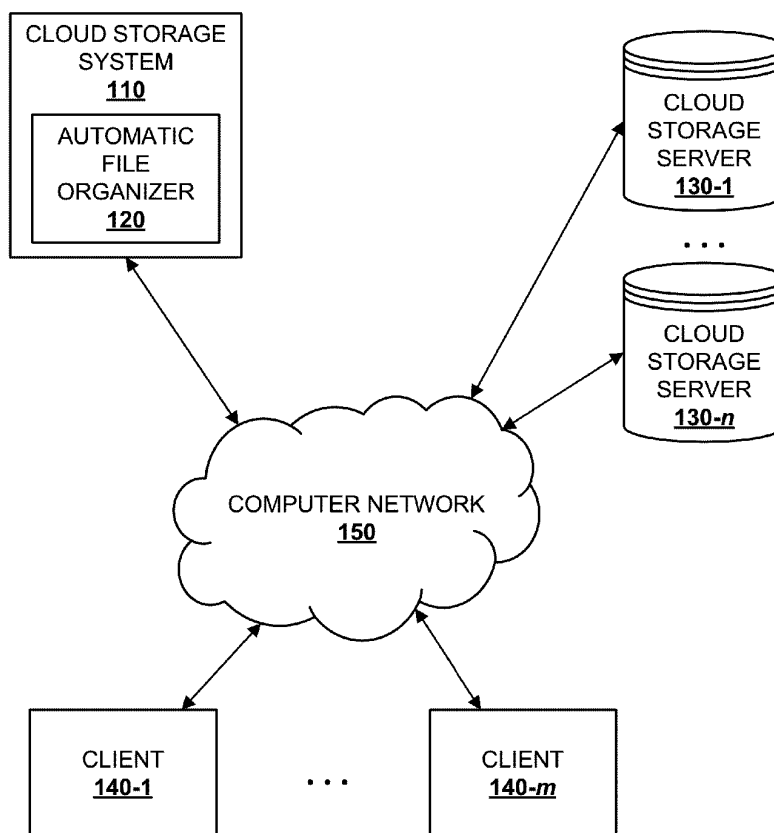 CLOUD STORAGE
SYSTEM
110
AUTOMATIC
FILE
ORGANIZER
120
CLOUD
STORAGE
SERVER
130-1
...
CLOUD
STORAGE
SERVER
130-n
COMPUTER NETWORK
150
CLIENT
140-1
...
CLIENT
140-m